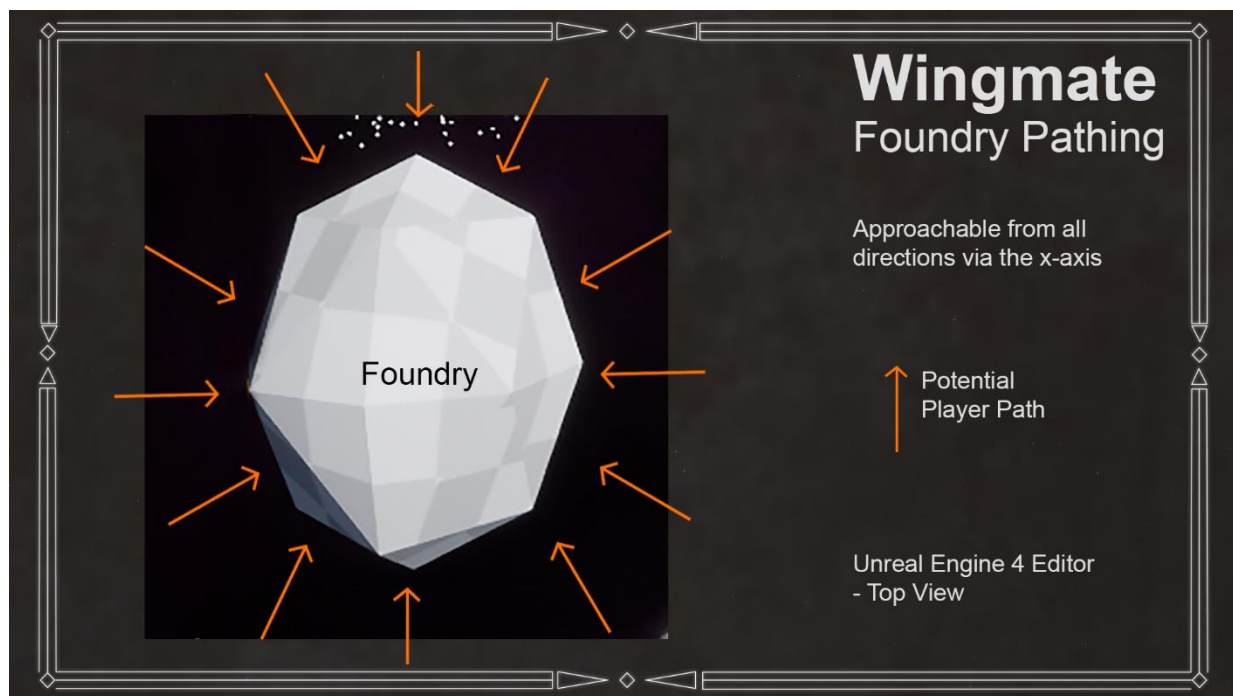 Wingmate
Foundry Pathing
Approachable from all
directions via the x-axis
Foundry
Potential
Player Path
Unreal Engine 4 Editor
- Top View